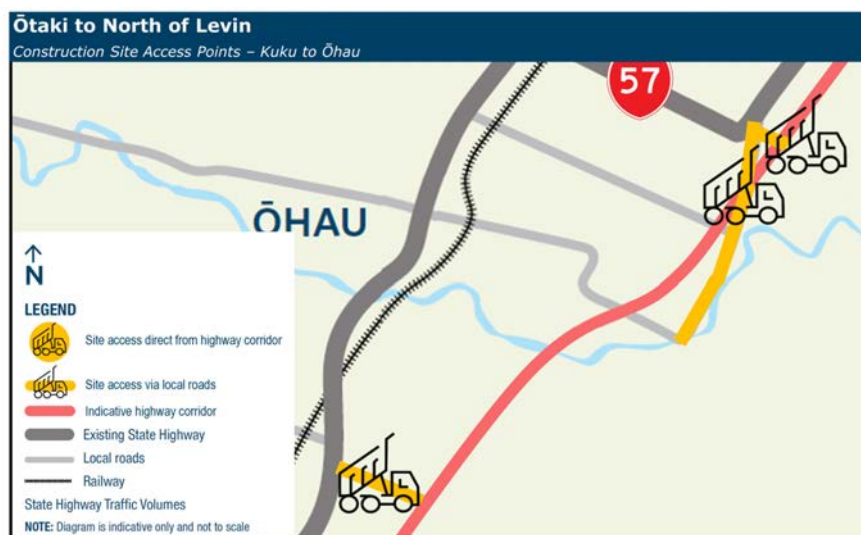 Ōtaki to North of Levin
Construction Site Access Points – Kuku to Ōhau
57
ŌHAU
N
LEGEND
Site access direct from highway corridor
Site access via local roads
Indicative highway corridor
Existing State Highway
Local roads
Railway
State Highway Traffic Volumes
NOTE: Diagram is indicative only and not to scale